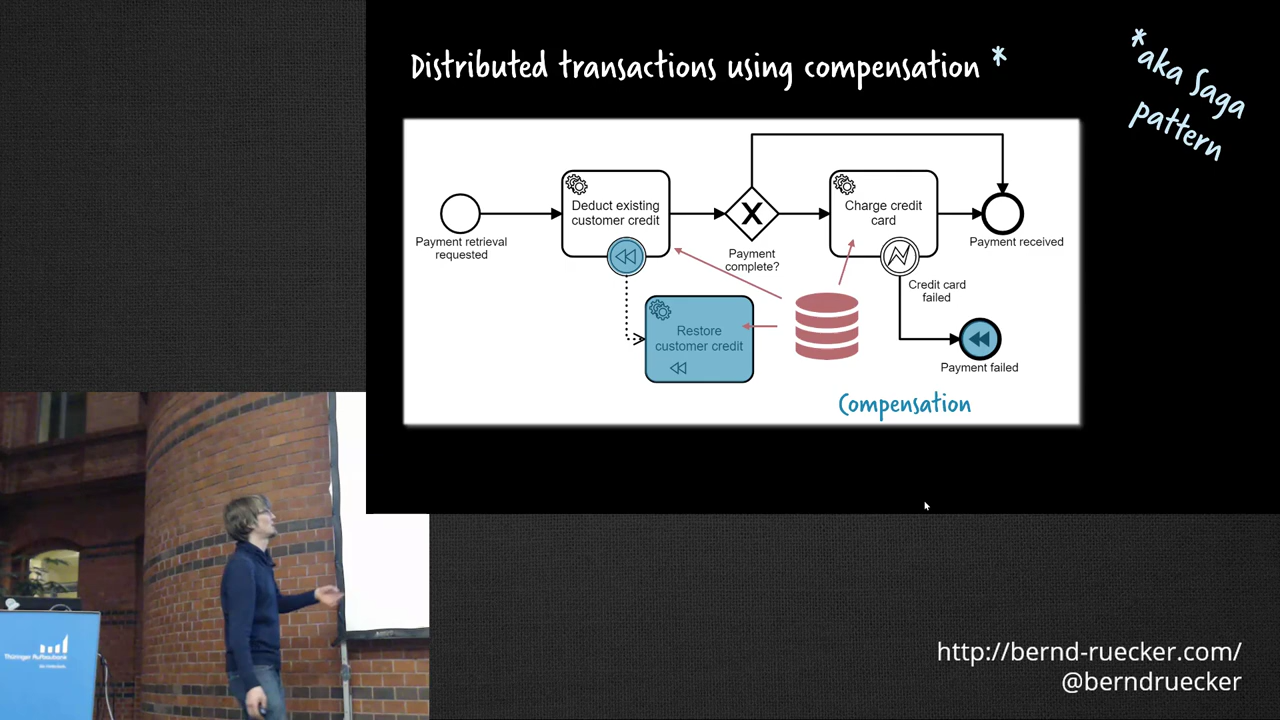 Distributed transactions using compensation *
*aka Saga
pattern
Deduct existing
customer credit
Charge credit
card
Payment retrieval
requested
Payment
complete?
Payment received
Credit card
failed
Restore
customer credit
Payment failed
Compensation
http://bernd-ruecker.com/
@berndruecker